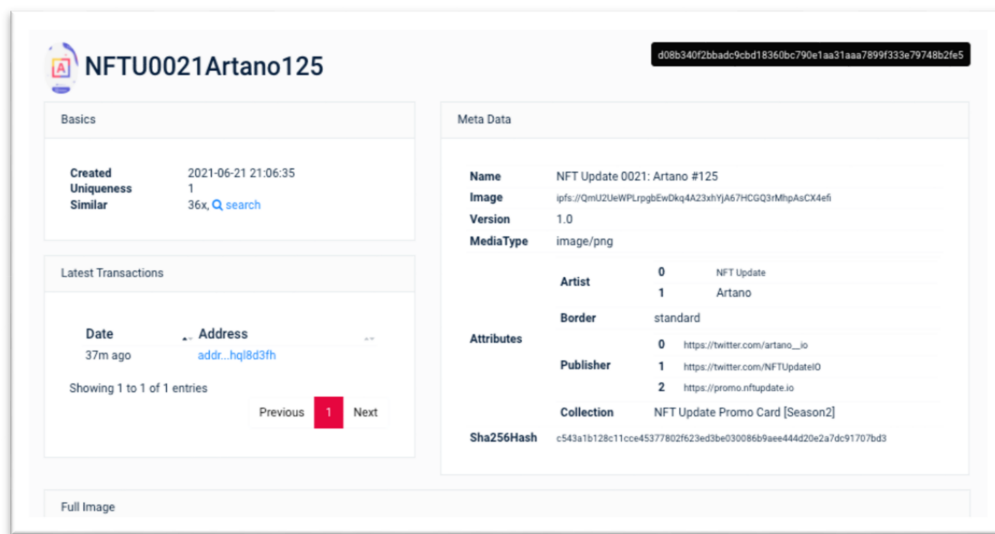 NFTU0021Artano125
d08b340f2bbadc9cbd18360bc790e1aa31aaa7899f333e79748b2fe5
Basics
Created 2021-06-21 21:06:35
Uniqueness 1
Similar 36x, search
Latest Transactions
Date Address
37m ago addr...hql8d3fh
Showing 1 to 1 of 1 entries
Previous 1 Next
Meta Data
Name NFT Update 0021: Artano #125
Image ipfs://QmU2UeWPLrpgbEwDkq4A23xhYjA67HCGQ3rMhpAsCX4efi
Version 1.0
MediaType image/png
Attributes
Artist
0 NFT Update
1 Artano
Border standard
Publisher
0 https://twitter.com/artano__io
1 https://twitter.com/NFTUpdateIO
2 https://promo.nftupdate.io
Collection NFT Update Promo Card [Season2]
Sha256Hash c543a1b128c11cce45377802f623ed3be030086b9aee444d20e2a7dc91707bd3
Full Image